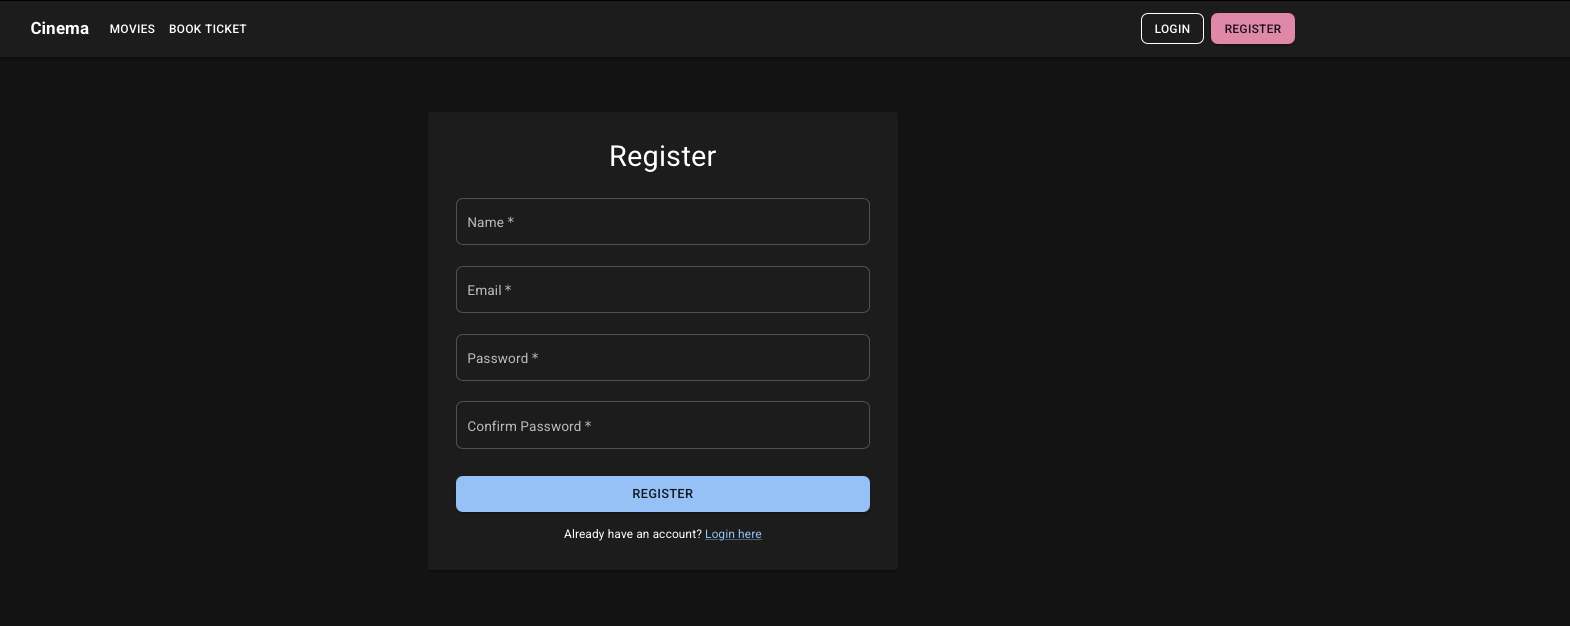 Cinema MOVIES BOOK TICKET LOGIN REGISTER
Register
Name *
Email *
Password *
Confirm Password *
REGISTER
Already have an account? Login here